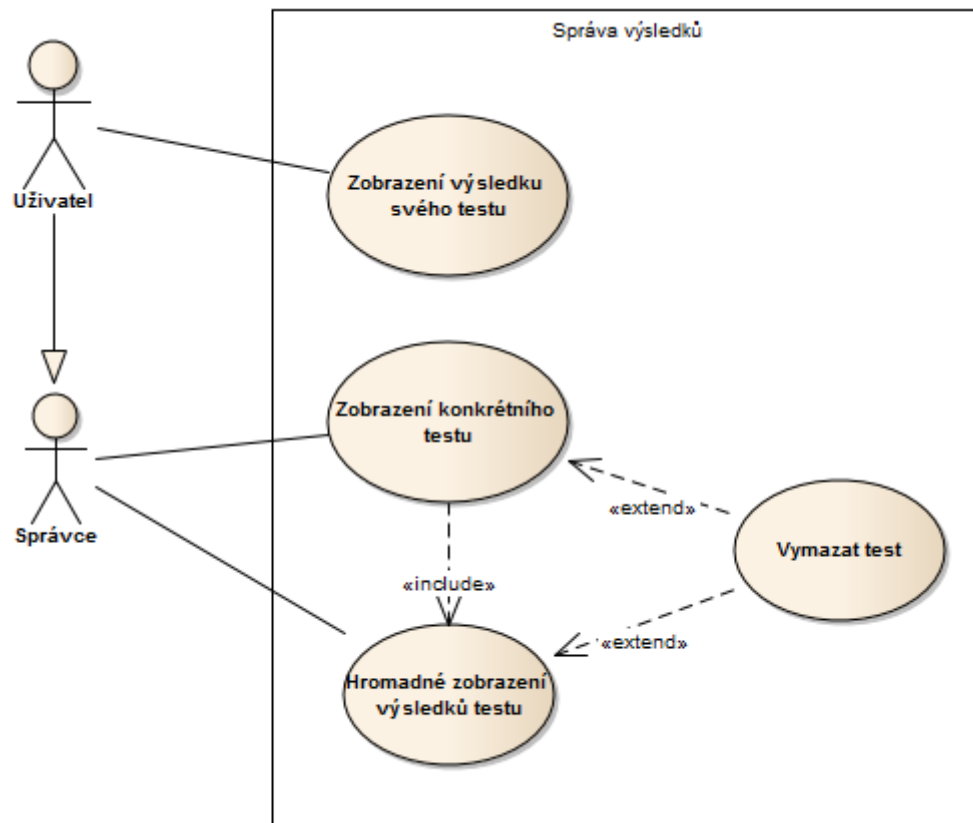 Správa výsledků
Uživatel
Zobrazení výsledku
svého testu
Zobrazení konkrétního
testu
Správce
«extend»
Vymazat test
«include»
«extend»
Hromadné zobrazení
výsledků testu